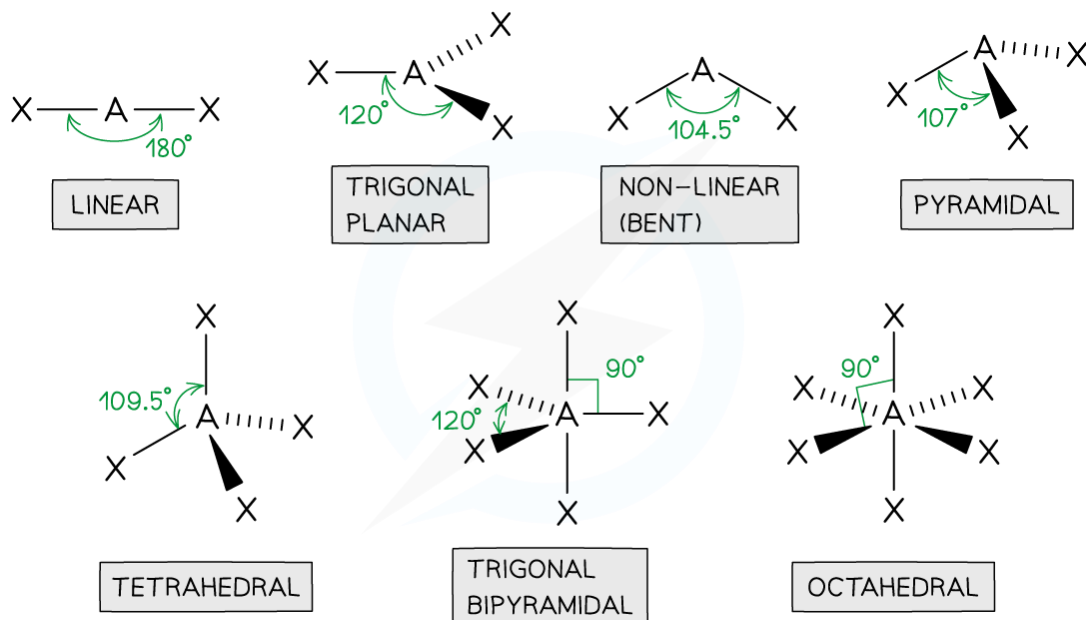 X A X
180°
LINEAR
X A X
X
120°
TRIGONAL
PLANAR
A
X X
104.5°
NON-LINEAR
(BENT)
A X
X
107°
X
PYRAMIDAL
X
109.5°
A X
X
X
TETRAHEDRAL
X
90°
X
A X
120°
X
X
TRIGONAL
BIPYRAMIDAL
X
90°
X X
A
X X
X
OCTAHEDRAL